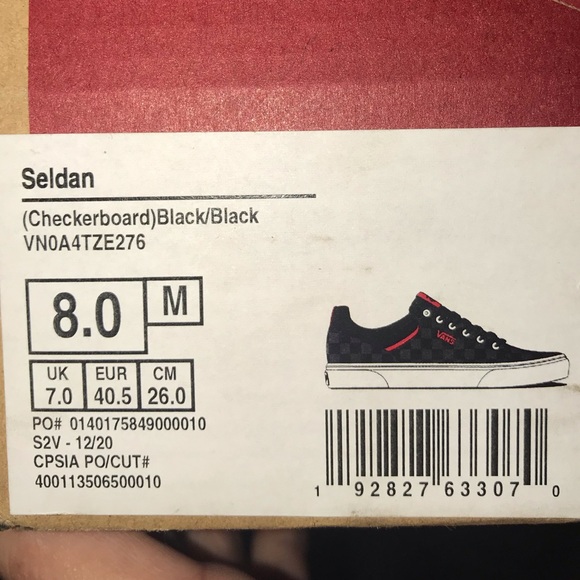 Seldan
(Checkerboard)Black/Black
VN0A4TZE276
8.0 M
UK EUR CM
7.0 40.5 26.0
PO# 0140175849000010
S2V - 12/20
CPSIA PO/CUT#
400113506500010
VANS
1 92827 63307 0